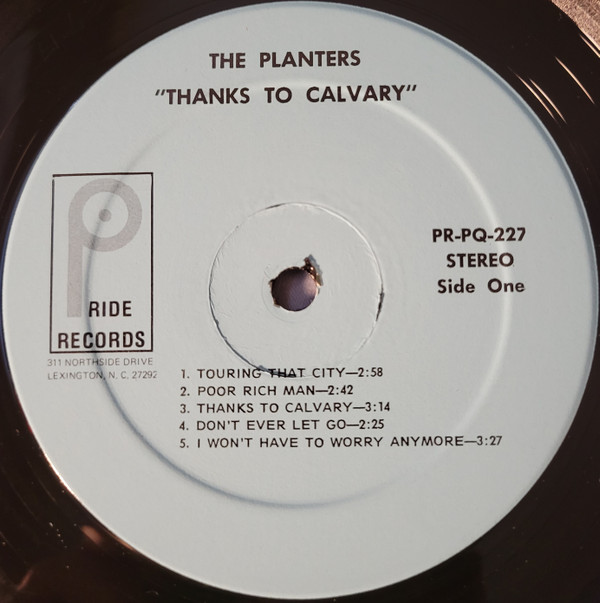 THE PLANTERS
"THANKS TO CALVARY"
PRIDE
RECORDS
311 NORTHSIDE DRIVE
LEXINGTON, N. C. 27292
PR-PQ-227
STEREO
Side One
1. TOURING THAT CITY—2:58
2. POOR RICH MAN—2:42
3. THANKS TO CALVARY—3:14
4. DON'T EVER LET GO—2:25
5. I WON'T HAVE TO WORRY ANYMORE—3:27